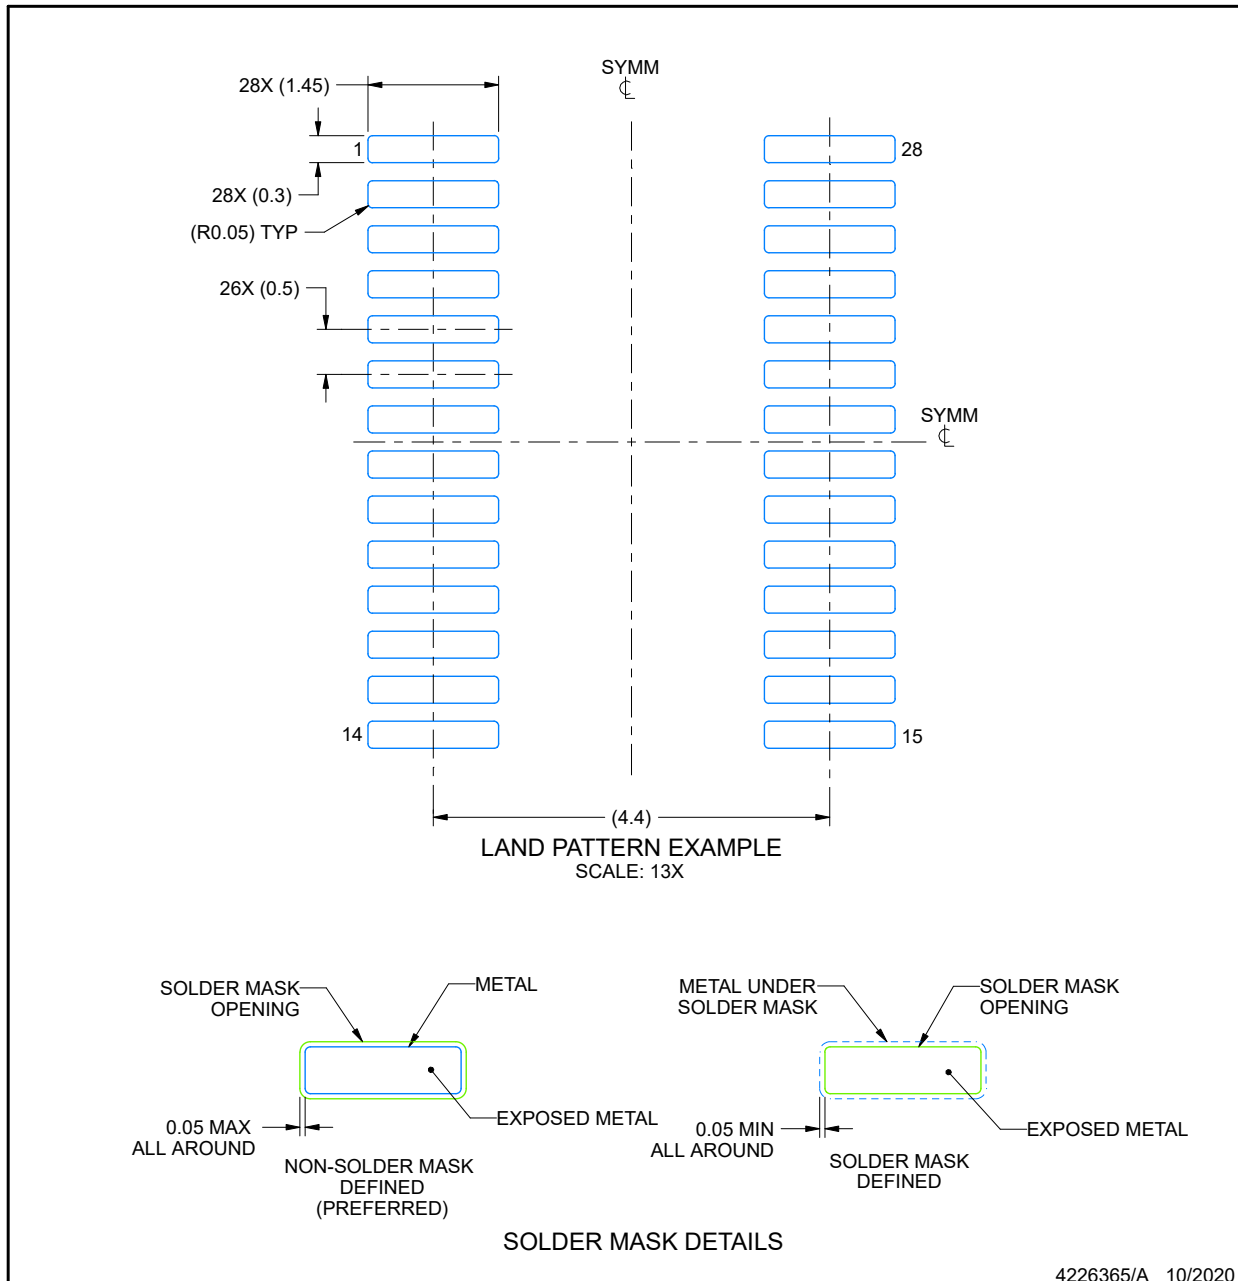 SYMM
28X (1.45)
1
28
28X (0.3)
(R0.05) TYP
26X (0.5)
SYMM
14
15
(4.4)
LAND PATTERN EXAMPLE
SCALE: 13X
SOLDER MASK
OPENING
METAL
EXPOSED METAL
0.05 MAX
ALL AROUND
NON-SOLDER MASK
DEFINED
(PREFERRED)
METAL UNDER
SOLDER MASK
SOLDER MASK
OPENING
EXPOSED METAL
0.05 MIN
ALL AROUND
SOLDER MASK
DEFINED
SOLDER MASK DETAILS
4226365/A 10/2020